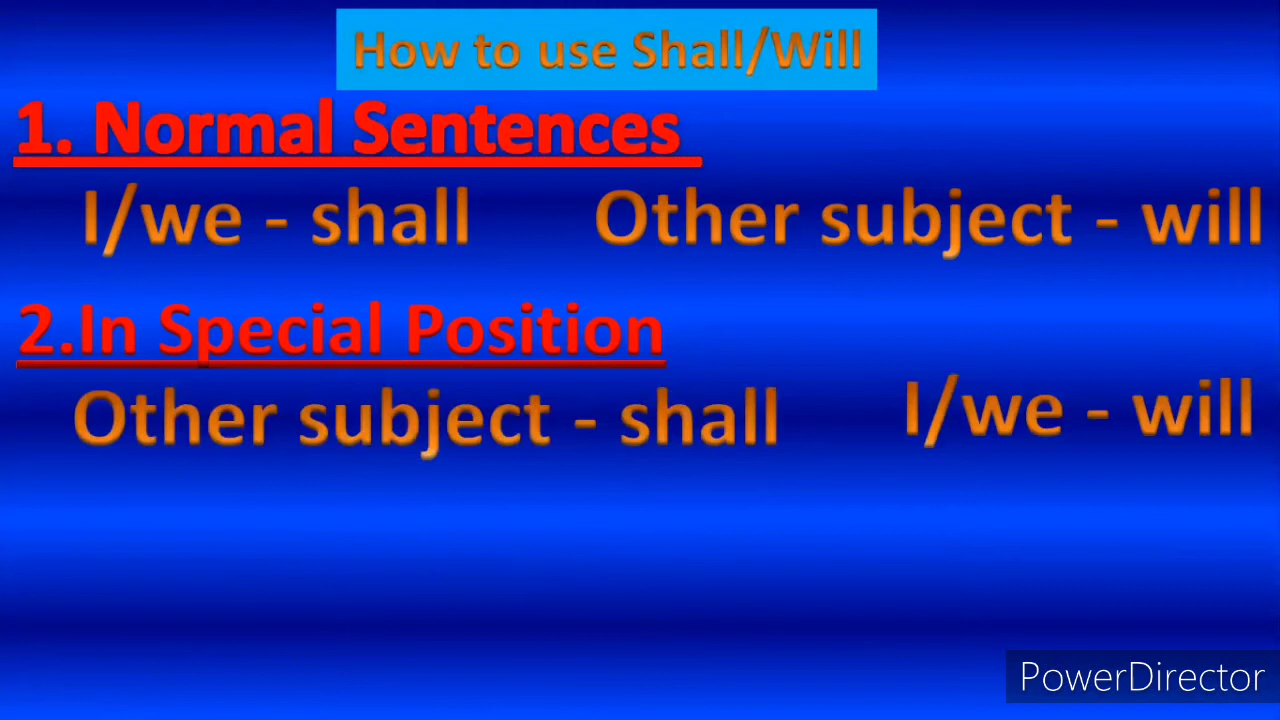 How to use Shall/Will
1. Normal Sentences
I/we - shall Other subject - will
2.In Special Position
Other subject - shall I/we - will
PowerDirector